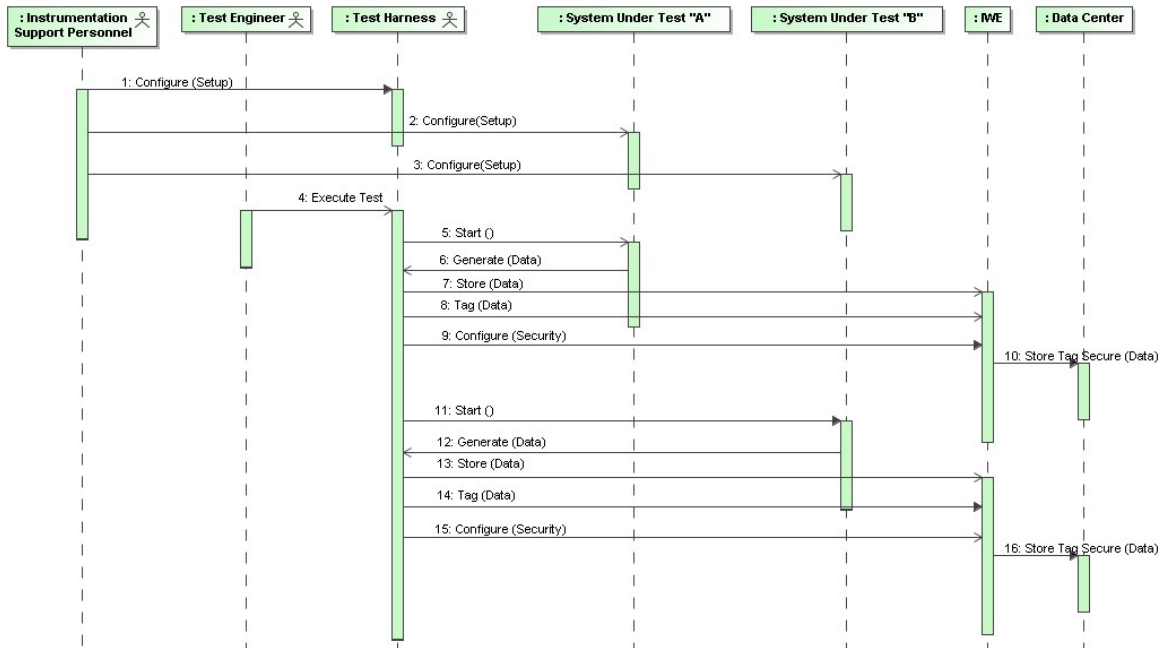 : Instrumentation
Support Personnel
: Test Engineer
: Test Harness
: System Under Test "A"
: System Under Test "B"
: IWE
: Data Center
1: Configure (Setup)
2: Configure(Setup)
3: Configure(Setup)
4: Execute Test
5: Start ()
6: Generate (Data)
7: Store (Data)
8: Tag (Data)
9: Configure (Security)
10: Store Tag Secure (Data)
11: Start ()
12: Generate (Data)
13: Store (Data)
14: Tag (Data)
15: Configure (Security)
16: Store Tag Secure (Data)